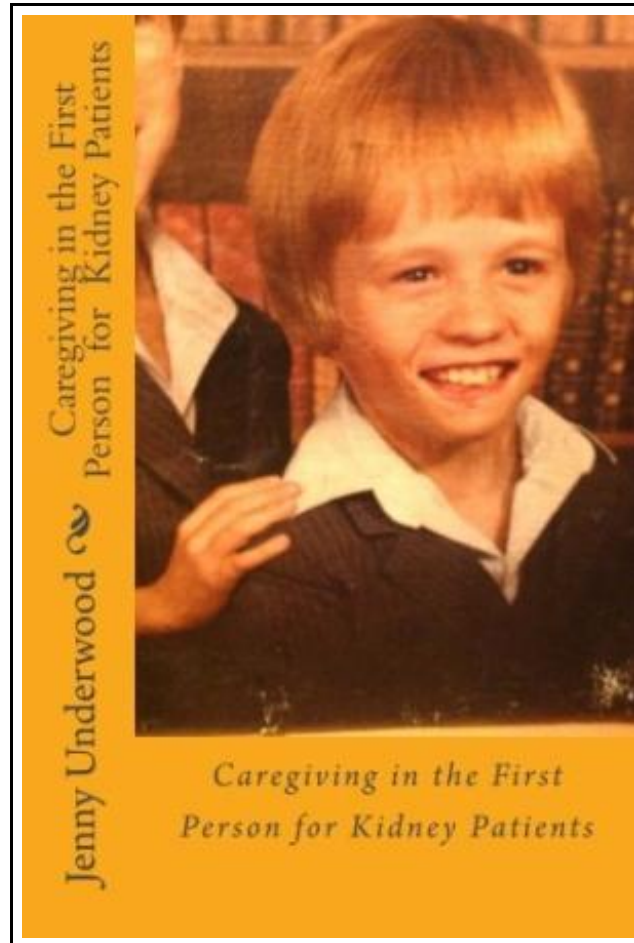 Jenny Underwood
Caregiving in the First
Person for Kidney Patients
Caregiving in the First
Person for Kidney Patients